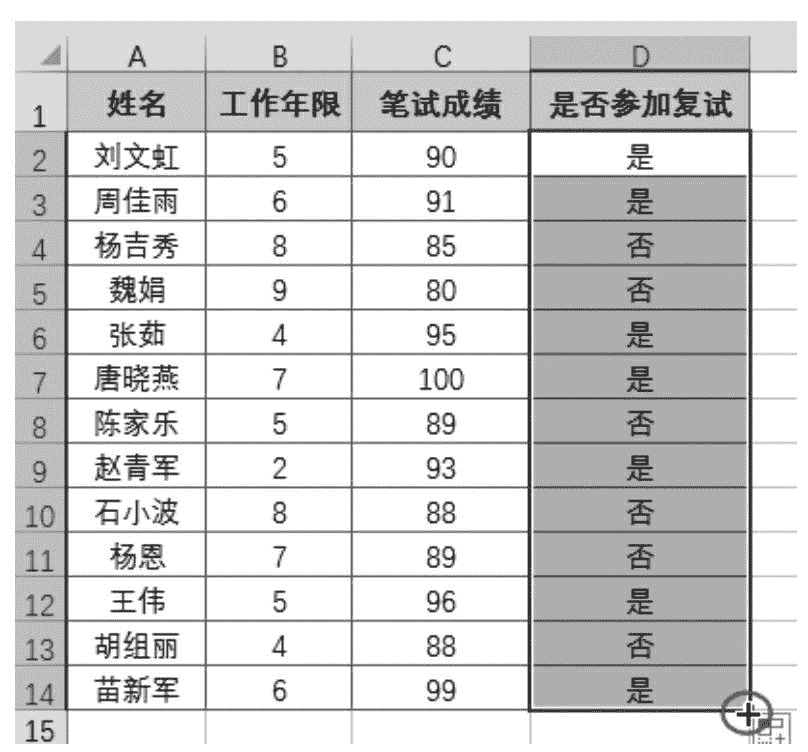 A B C D
1 姓名 工作年限 笔试成绩 是否参加复试
2 刘文虹 5 90 是
3 周佳雨 6 91 是
4 杨吉秀 8 85 否
5 魏娟 9 80 否
6 张茹 4 95 是
7 唐晓燕 7 100 是
8 陈家乐 5 89 否
9 赵青军 2 93 是
10 石小波 8 88 否
11 杨恩 7 89 否
12 王伟 5 96 是
13 胡组丽 4 88 否
14 苗新军 6 99 是
15